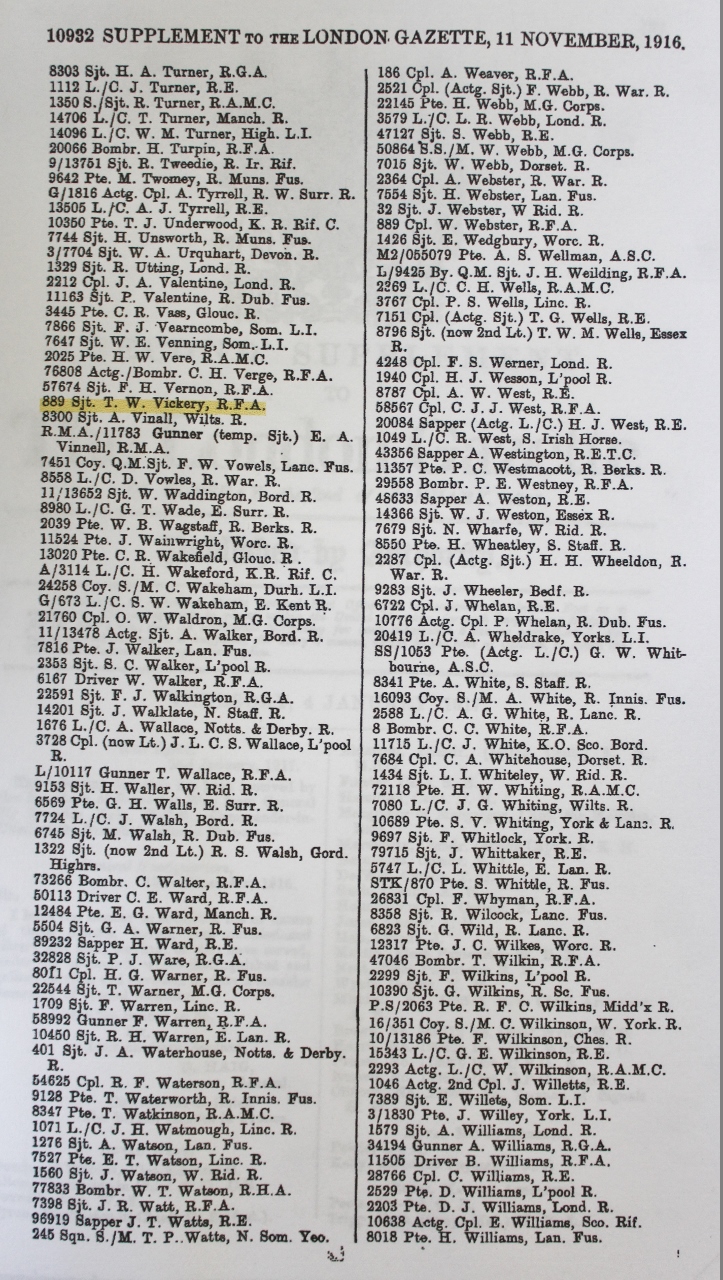 10932 SUPPLEMENT TO THE LONDON GAZETTE, 11 NOVEMBER, 1916.
8303 Sjt. H. A. Turner, R.G.A.
1112 L./C. J. Turner, R.E.
1350 S./Sjt. R. Turner, R.A.M.C.
14706 L./C. T. Turner, Manch. R.
14096 L./C. W. M. Turner, High. L.I.
20066 Bombr. H. Turpin, R.F.A.
9/13751 Sjt. R. Tweedie, R. Ir. Rif.
9642 Pte. M. Twomey, R. Muns. Fus.
G/1816 Actg. Cpl. A. Tyrrell, R. W. Surr. R.
13505 L./C. A. J. Tyrrell, R.E.
10350 Pte. T. J. Underwood, K. R. Rif. C.
7744 Sjt. H. Unsworth, R. Muns. Fus.
3/7704 Sjt. W. A. Urquhart, Devon. R.
1329 Sjt. R. Utting, Lond. R.
2212 Cpl. J. A. Valentine, Lond. R.
11163 Sjt. P. Valentine, R. Dub. Fus.
3445 Pte. C. R. Vass, Glouc. R.
7866 Sjt. F. J. Vearncombe, Som. L.I.
7647 Sjt. W. E. Venning, Som. L.I.
2025 Pte. H. W. Vere, R.A.M.C.
76808 Actg./Bombr. C. H. Verge, R.F.A.
57674 Sjt. F. H. Vernon, R.F.A.
889 Sjt. T. W. Vickery, R.F.A.
8300 Sjt. A. Vinall, Wilts. R.
R.M.A./11783 Gunner (temp. Sjt.) E. A.
Vinnell, R.M.A.
7451 Coy. Q.M.Sjt. F. W. Vowels, Lanc. Fus.
8558 L./C. D. Vowles, R. War. R.
11/13652 Sjt. W. Waddington, Bord. R.
8980 L./C. G. T. Wade, E. Surr. R.
2039 Pte. W. B. Wagstaff, R. Berks. R.
11524 Pte. J. Wainwright, Worc. R.
13020 Pte. C. R. Wakefield, Glouc. R.
A/3114 L./C. H. Wakeford, K.R. Rif. C.
24258 Coy. S./M. C. Wakeham, Durh. L.I.
G/673 L./C. S. W. Wakeham, E. Kent R.
21760 Cpl. O. W. Waldron, M.G. Corps.
11/13478 Actg. Sjt. A. Walker, Bord. R.
7816 Pte. J. Walker, Lan. Fus.
2353 Sjt. S. C. Walker, L'pool R.
6167 Driver W. Walker, R.F.A.
22591 Sjt. F. J. Walkington, R.G.A.
14201 Sjt. J. Walklate, N. Staff. R.
1676 L./C. A. Wallace, Notts. & Derby. R.
3728 Cpl. (now Lt.) J. L. C. S. Wallace, L'pool
R.
L/10117 Gunner T. Wallace, R.F.A.
9153 Sjt. H. Waller, W. Rid. R.
6569 Pte. G. H. Walls, E. Surr. R.
7724 L./C. J. Walsh, Bord. R.
6745 Sjt. M. Walsh, R. Dub. Fus.
1322 Sjt. (now 2nd Lt.) R. S. Walsh, Gord.
Highrs.
73266 Bombr. C. Walter, R.F.A.
50113 Driver C. E. Ward, R.F.A.
12484 Pte. E. G. Ward, Manch. R.
5504 Sjt. G. A. Warner, R. Fus.
89232 Sapper H. Ward, R.E.
32828 Sjt. P. J. Ware, R.G.A.
Cpl. H. G. Warner, R. Fus.
22544 Sjt. T. Warner, M.G. Corps.
1709 Sjt. F. Warren, Linc. R.
58992 Gunner F. Warren, R.F.A.
10450 Sjt. R. H. Warren, E. Lan. R.
401 Sjt. J. A. Waterhouse, Notts. & Derby.
R.
54625 Cpl. R. F. Waterson, R.F.A.
9128 Pte. T. Waterworth, R. Innis. Fus.
8347 Pte. T. Watkinson, R.A.M.C.
1071 L./C. J. H. Watmough, Linc. R.
1276 Sjt. A. Watson, Lan. Fus.
7527 Pte. E. T. Watson, Linc. R.
1560 Sjt. J. Watson, W. Rid. R.
77833 Bombr. W. T. Watson, R.H.A.
7398 Sjt. J. R. Watt, R.F.A.
96919 Sapper J. T. Watts, R.E.
245 Sqn. S./M. T. P. Watts, N. Som. Yeo.
186 Cpl. A. Weaver, R.F.A.
2521 Cpl. (Actg. Sjt.) F. Webb, R. War. R.
22145 Pte. H. Webb, M.G. Corps.
3579 L./C. L. R. Webb, Lond. R.
47127 Sjt. S. Webb, R.E.
50864 S.S./M. W. Webb, M.G. Corps.
7015 Sjt. W. Webb, Dorset. R.
2364 Cpl. A. Webster, R. War. R.
7554 Sjt. H. Webster, Lan. Fus.
32 Sjt. J. Webster, W Rid. R.
889 Cpl. W. Webster, R.F.A.
1426 Sjt. E. Wedgbury, Worc. R.
M2/055079 Pte. A. S. Wellman, A.S.C.
L/9425 By. Q.M. Sjt. J. H. Weilding, R.F.A.
2269 L./C. C. H. Wells, R.A.M.C.
3767 Cpl. P. S. Wells, Linc. R.
7151 Cpl. (Actg. Sjt.) T. G. Wells, R.E.
8796 Sjt. (now 2nd Lt.) T. W. M. Wells, Essex
R.
4248 Cpl. F. S. Werner, Lond. R.
1940 Cpl. H. J. Wesson, L'pool R.
8787 Cpl. A. W. West, R.E.
58567 Cpl. C. J. J. West, R.F.A.
20084 Sapper (Actg. L./C.) H. J. West, R.E.
1049 L./C. R. West, S. Irish Horse.
43356 Sapper A. Westington, R.E.T.C.
11357 Pte. P. C. Westmacott, R. Berks. R.
29558 Bombr. P. E. Westney, R.F.A.
48633 Sapper A. Weston, R.E.
14366 Sjt. W. J. Weston, Essex R.
7679 Sjt. N. Wharfe, W. Rid. R.
8550 Pte. H. Wheatley, S. Staff. R.
2287 Cpl. (Actg. Sjt.) H. H. Wheeldon, R.
War. R.
9283 Sjt. J. Wheeler, Bedf. R.
6722 Cpl. J. Whelan, R.E.
10776 Actg. Cpl. P. Whelan, R. Dub. Fus.
20419 L./C. A. Wheldrake, Yorks. L.I.
SS/1053 Pte. (Actg. L./C.) G. W. Whit-
bourne, A.S.C.
8341 Pte. A. White, S. Staff. R.
16093 Coy. S./M. A. White, R. Innis. Fus.
2588 L./C. A. G. White, R. Lanc. R.
8 Bombr. C. C. White, R.F.A.
11715 L./C. J. White, K.O. Sco. Bord.
7684 Cpl. C. A. Whitehouse, Dorset. R.
1434 Sjt. L. I. Whiteley, W. Rid. R.
72118 Pte. H. W. Whiting, R.A.M.C.
7080 L./C. J. G. Whiting, Wilts. R.
10689 Pte. S. V. Whiting, York & Lanc. R.
9697 Sjt. F. Whitlock, York. R.
79715 Sjt. J. Whittaker, R.E.
5747 L./C. L. Whittle, E. Lan. R.
STK/870 Pte. S. Whittle, R. Fus.
26831 Cpl. F. Whyman, R.F.A.
8358 Sjt. R. Wilcock, Lanc. Fus.
6823 Sjt. G. Wild, R. Lanc. R.
12317 Pte. J. C. Wilkes, Worc. R.
47046 Bombr. T. Wilkin, R.F.A.
2299 Sjt. F. Wilkins, L'pool R.
10390 Sjt. G. Wilkins, R. Sc. Fus.
P.S/2063 Pte. R. F. C. Wilkins, Midd'x R.
16/351 Coy. S./M. C. Wilkinson, W. York. R.
10/13186 Pte. F. Wilkinson, Ches. R.
15343 L./C. G. E. Wilkinson, R.E.
2293 Actg. L./C. W. Wilkinson, R.A.M.C.
1046 Actg. 2nd Cpl. J. Willetts, R.E.
7389 Sjt. E. Willets, Som. L.I.
3/1830 Pte. J. Willey, York. L.I.
1579 Sjt. A. Williams, Lond. R.
34194 Gunner A. Williams, R.G.A.
11505 Driver B. Williams, R.F.A.
28766 Cpl. C. Williams, R.E.
2529 Pte. D. Williams, L'pool R.
2203 Pte. D. J. Williams, Lond. R.
10638 Actg. Cpl. E. Williams, Sco. Rif.
8018 Pte. H. Williams, Lan. Fus.